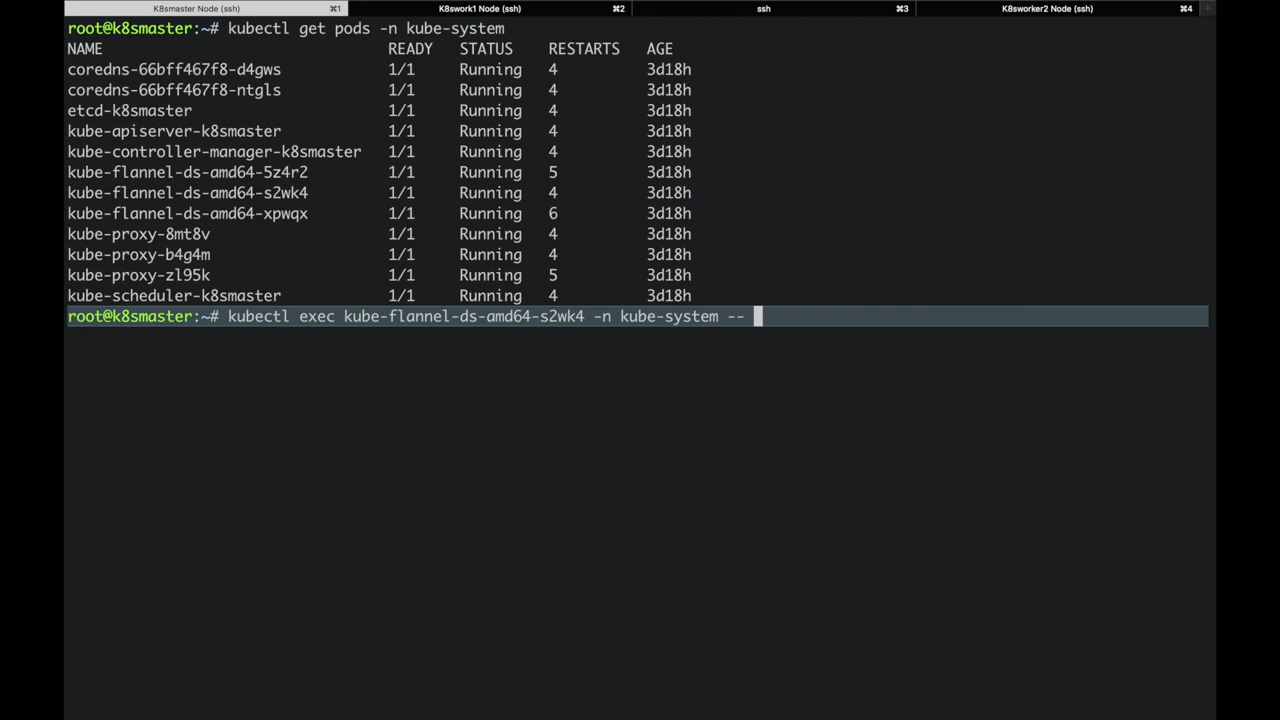 K8smaster Node (ssh) ⌘1 K8swork1 Node (ssh) ⌘2 ssh ⌘3 K8sworker2 Node (ssh) ⌘4
root@k8smaster:~# kubectl get pods -n kube-system
NAME READY STATUS RESTARTS AGE
coredns-66bff467f8-d4gws 1/1 Running 4 3d18h
coredns-66bff467f8-ntgls 1/1 Running 4 3d18h
etcd-k8smaster 1/1 Running 4 3d18h
kube-apiserver-k8smaster 1/1 Running 4 3d18h
kube-controller-manager-k8smaster 1/1 Running 4 3d18h
kube-flannel-ds-amd64-5z4r2 1/1 Running 5 3d18h
kube-flannel-ds-amd64-s2wk4 1/1 Running 4 3d18h
kube-flannel-ds-amd64-xpwqx 1/1 Running 6 3d18h
kube-proxy-8mt8v 1/1 Running 4 3d18h
kube-proxy-b4g4m 1/1 Running 4 3d18h
kube-proxy-zl95k 1/1 Running 5 3d18h
kube-scheduler-k8smaster 1/1 Running 4 3d18h
root@k8smaster:~# kubectl exec kube-flannel-ds-amd64-s2wk4 -n kube-system --